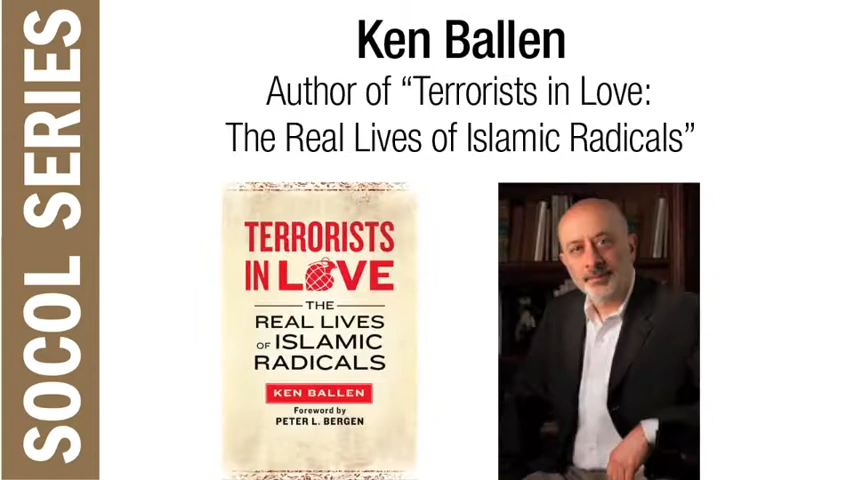 SOCOL SERIES
Ken Ballen
Author of “Terrorists in Love:
The Real Lives of Islamic Radicals”
TERRORISTS
IN LOVE
THE
REAL LIVES
OF ISLAMIC
RADICALS
KEN BALLEN
Foreword by
PETER L. BERGEN